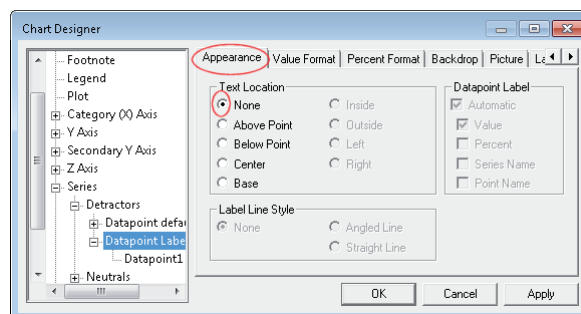 Chart Designer
Footnote
Legend
Plot
Category (X) Axis
Y Axis
Secondary Y Axis
Z Axis
Series
Detractors
Datapoint defau
Datapoint Labe
Datapoint1
Neutrals
Appearance Value Format Percent Format Backdrop Picture La
Text Location
None Inside
Above Point Outside
Below Point Left
Center Right
Base
Datapoint Label
Automatic
Value
Percent
Series Name
Point Name
Label Line Style
None Angled Line
Straight Line
OK Cancel Apply